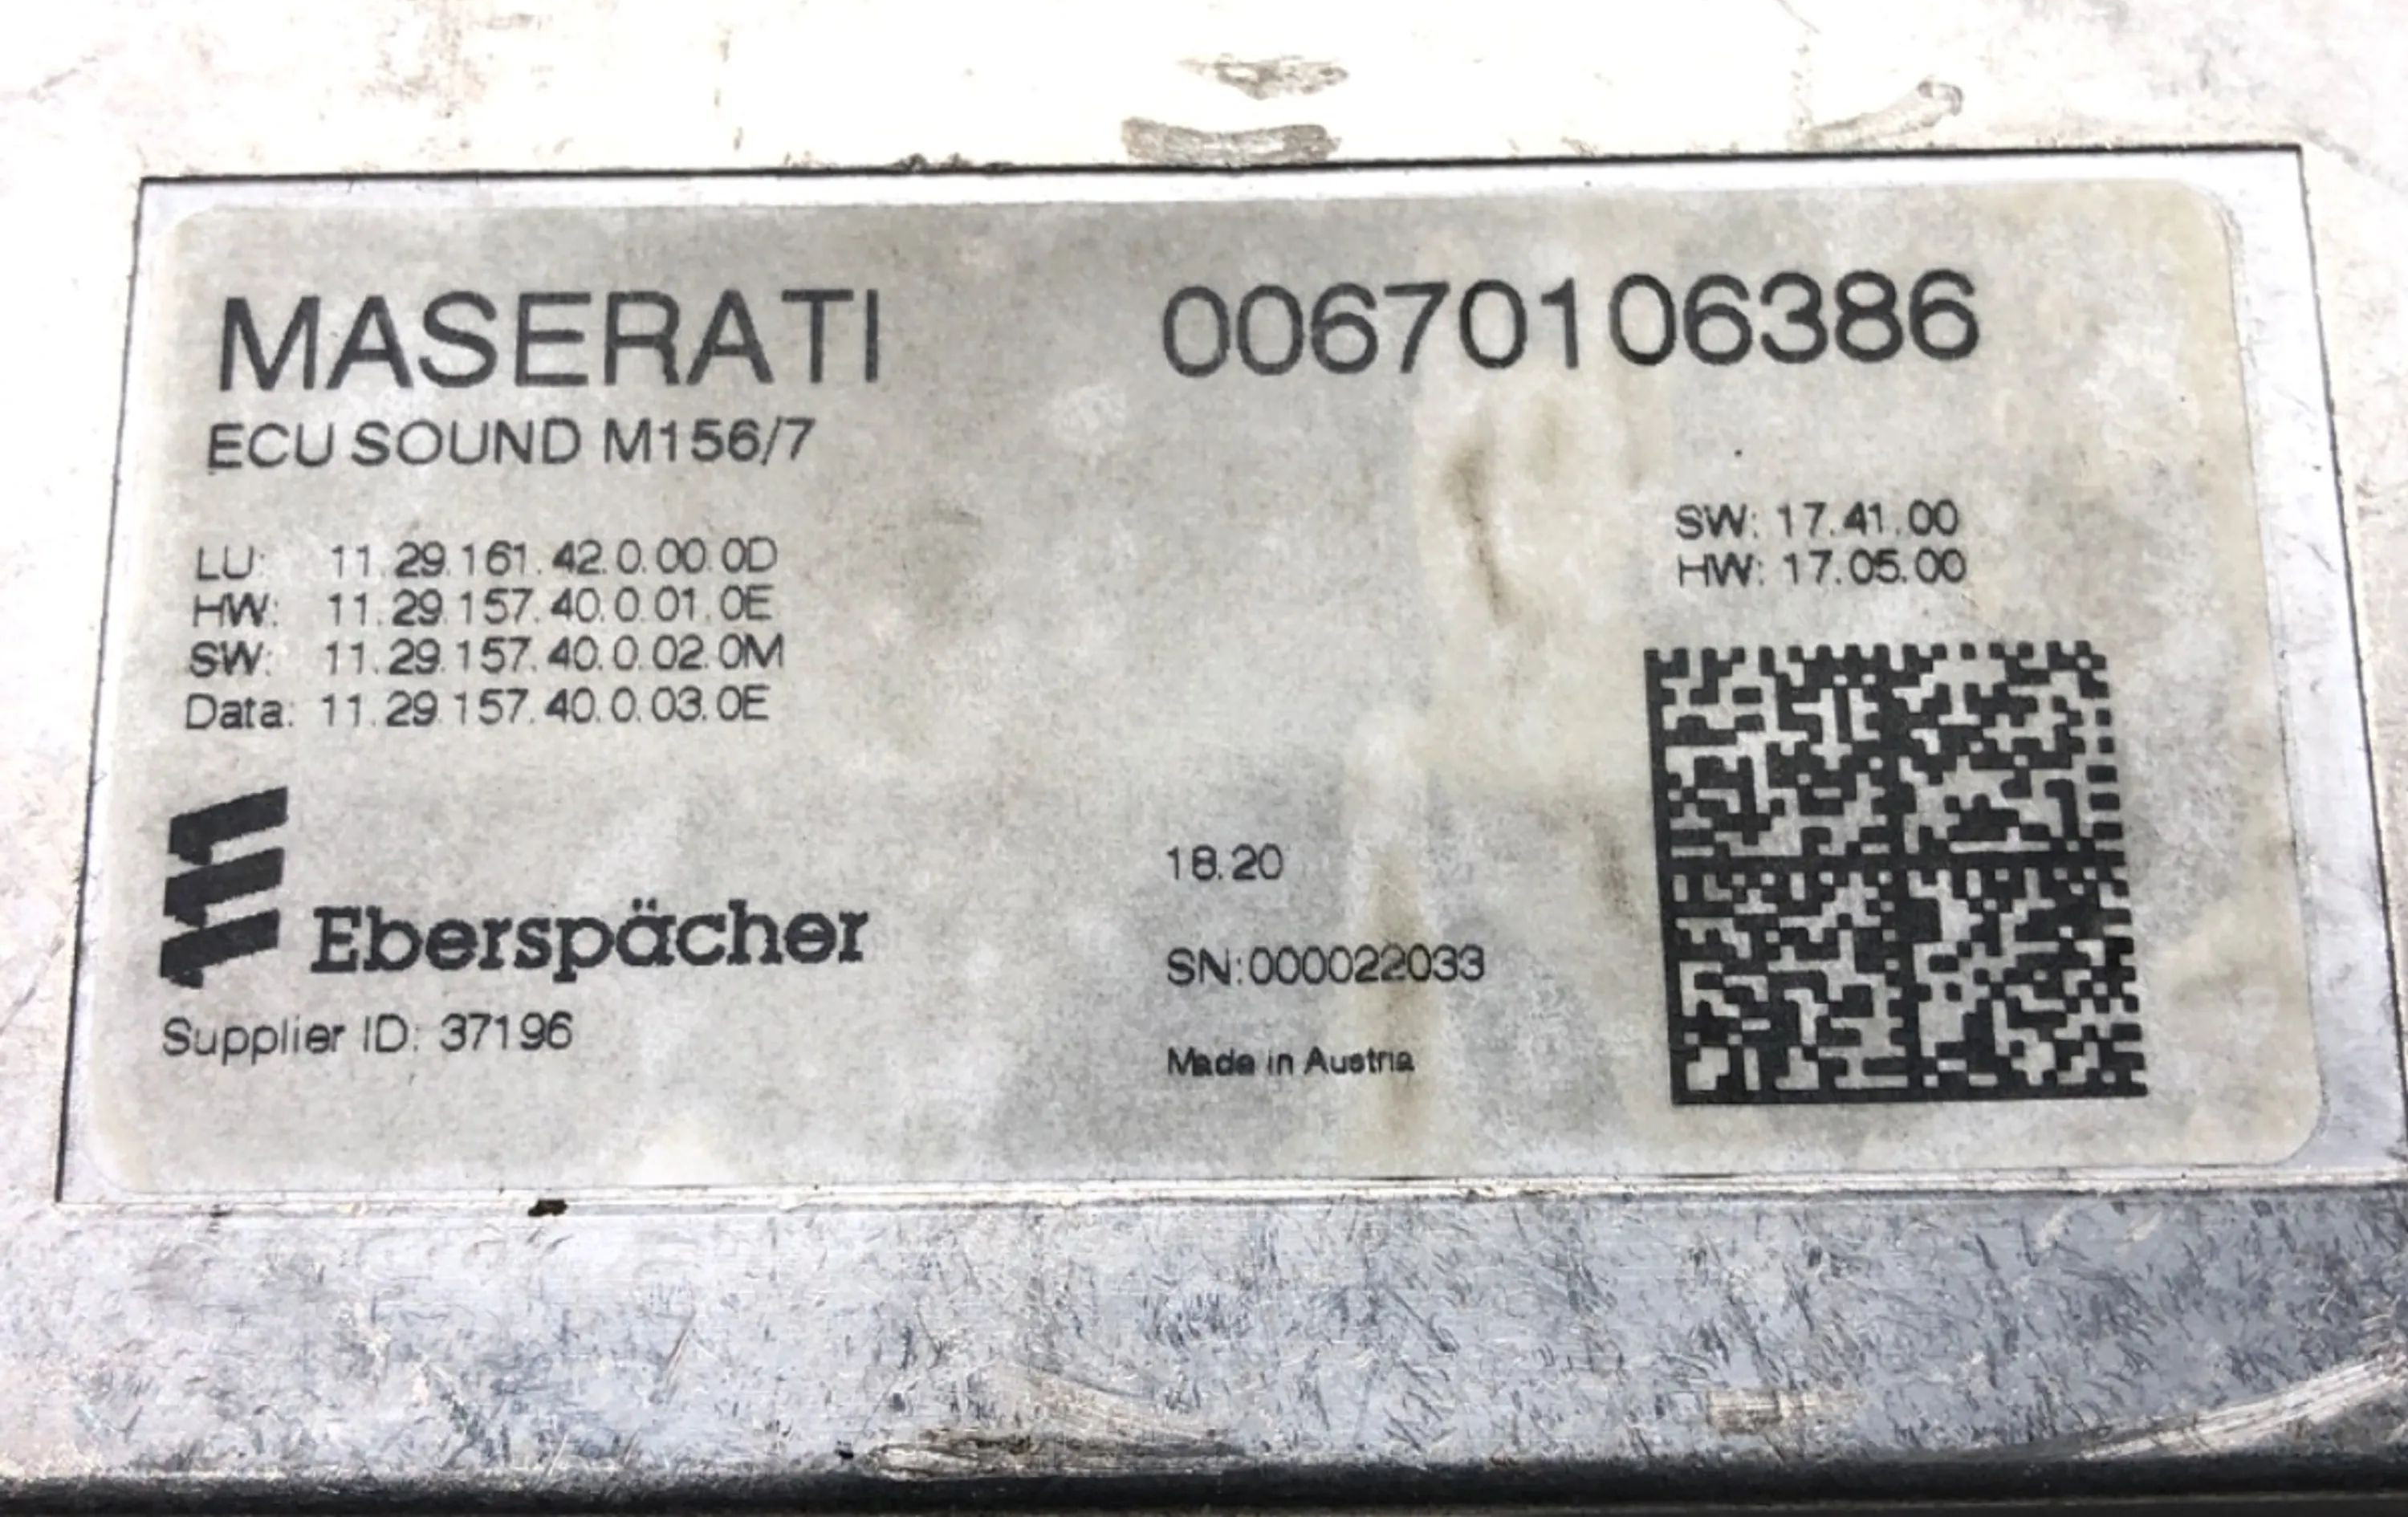 MASERATI 00670106386
ECU SOUND M156/7
SW: 17.41.00
HW: 17.05.00
LU: 11.29.161.42.0.00.0D
HW: 11.29.157.40.0.01.0E
SW: 11.29.157.40.0.02.0M
Data: 11.29.157.40.0.03.0E
Eberspächer
Supplier ID: 37196
18.20
SN:000022033
Made in Austria